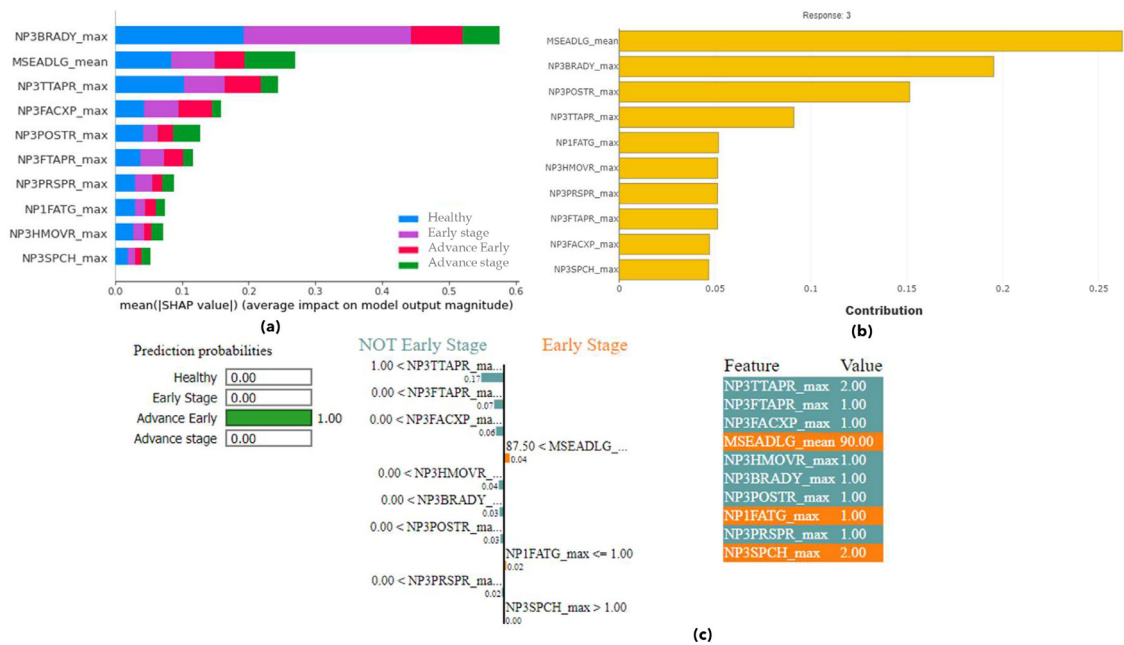 NP3BRADY_max
MSEADLG_mean
NP3TTAPR_max
NP3FACXP_max
NP3POSTR_max
NP3FTAPR_max
NP3PRSPR_max
NP1FATG_max
NP3HMOVR_max
NP3SPCH_max
Healthy
Early stage
Advance Early
Advance stage
0.0 0.1 0.2 0.3 0.4 0.5 0.6
mean(|SHAP value|) (average impact on model output magnitude)
(a)
Response: 3
MSEADLG_mean
NP3BRADY_max
NP3POSTR_max
NP3TTAPR_max
NP1FATG_max
NP3HMOVR_max
NP3PRSPR_max
NP3FTAPR_max
NP3FACXP_max
NP3SPCH_max
0 0.05 0.1 0.15 0.2 0.25
Contribution
(b)
Prediction probabilities
Healthy 0.00
Early Stage 0.00
Advance Early 1.00
Advance stage 0.00
NOT Early Stage Early Stage
1.00 < NP3TTAPR_ma...
0.17
0.00 < NP3FTAPR_ma...
0.07
0.00 < NP3FACXP_ma...
0.06
87.50 < MSEADLG_...
0.04
0.00 < NP3HMOVR_...
0.04
0.00 < NP3BRADY_...
0.03
0.00 < NP3POSTR_ma...
0.03
NP1FATG_max <= 1.00
0.02
0.00 < NP3PRSPR_ma...
0.02
NP3SPCH_max > 1.00
0.00
Feature Value
NP3TTAPR_max 2.00
NP3FTAPR_max 1.00
NP3FACXP_max 1.00
MSEADLG_mean 90.00
NP3HMOVR_max 1.00
NP3BRADY_max 1.00
NP3POSTR_max 1.00
NP1FATG_max 1.00
NP3PRSPR_max 1.00
NP3SPCH_max 2.00
(c)